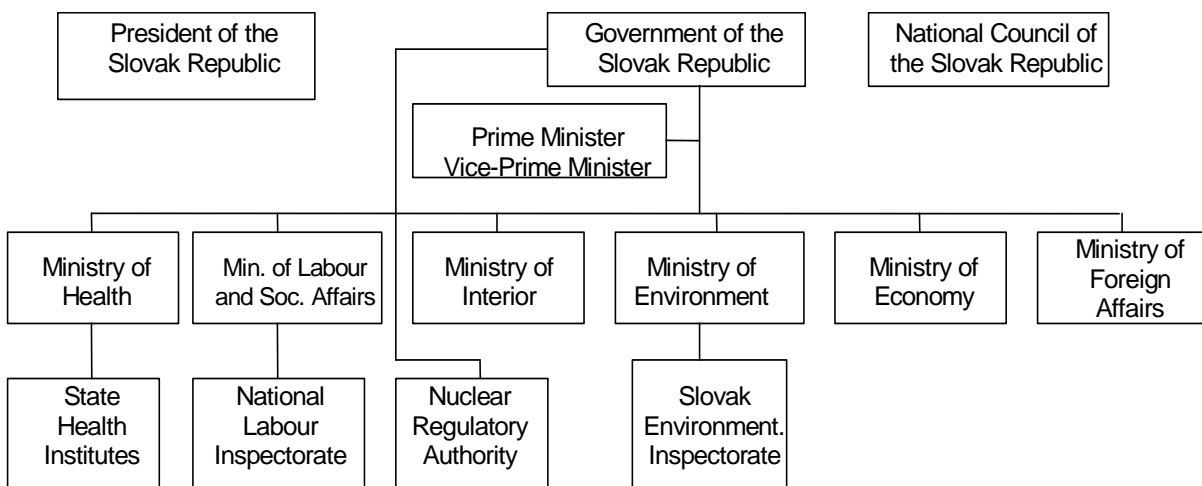 President of the
Slovak Republic
Government of the
Slovak Republic
National Council of
the Slovak Republic
Prime Minister
Vice-Prime Minister
Ministry of
Health
Min. of Labour
and Soc. Affairs
Ministry of
Interior
Ministry of
Environment
Ministry of
Economy
Ministry of
Foreign
Affairs
State
Health
Institutes
National
Labour
Inspectorate
Nuclear
Regulatory
Authority
Slovak
Environment.
Inspectorate